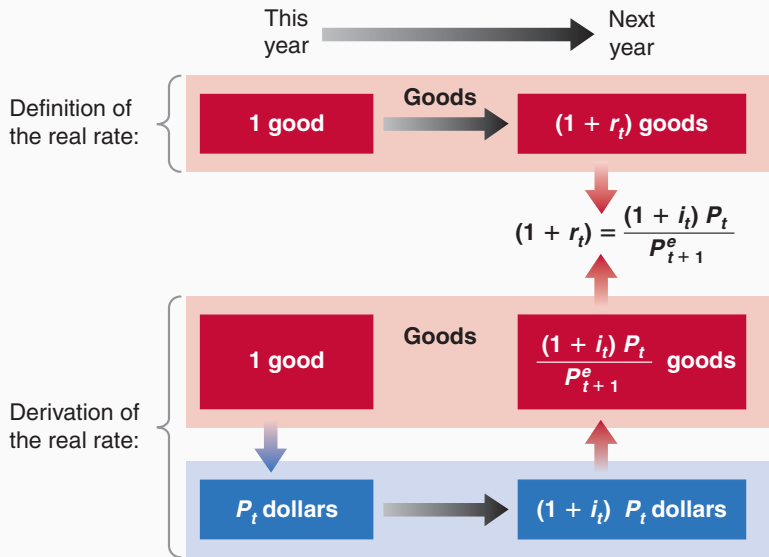 This year
Next year
Definition of
the real rate:
Goods
1 good
(1 + r_t) goods
(1 + r_t) = (1 + i_t) P_t / P^e_{t + 1}
Derivation of
the real rate:
1 good
Goods
(1 + i_t) P_t / P^e_{t + 1} goods
P_t dollars
(1 + i_t) P_t dollars